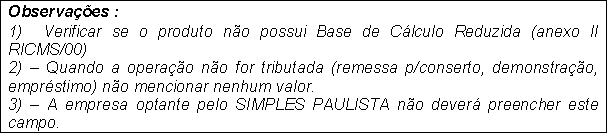 Observações :
1) Verificar se o produto não possui Base de Cálculo Reduzida (anexo II
RICMS/00)
2) – Quando a operação não for tributada (remessa p/conserto, demonstração,
empréstimo) não mencionar nenhum valor.
3) – A empresa optante pelo SIMPLES PAULISTA não deverá preencher este
campo.